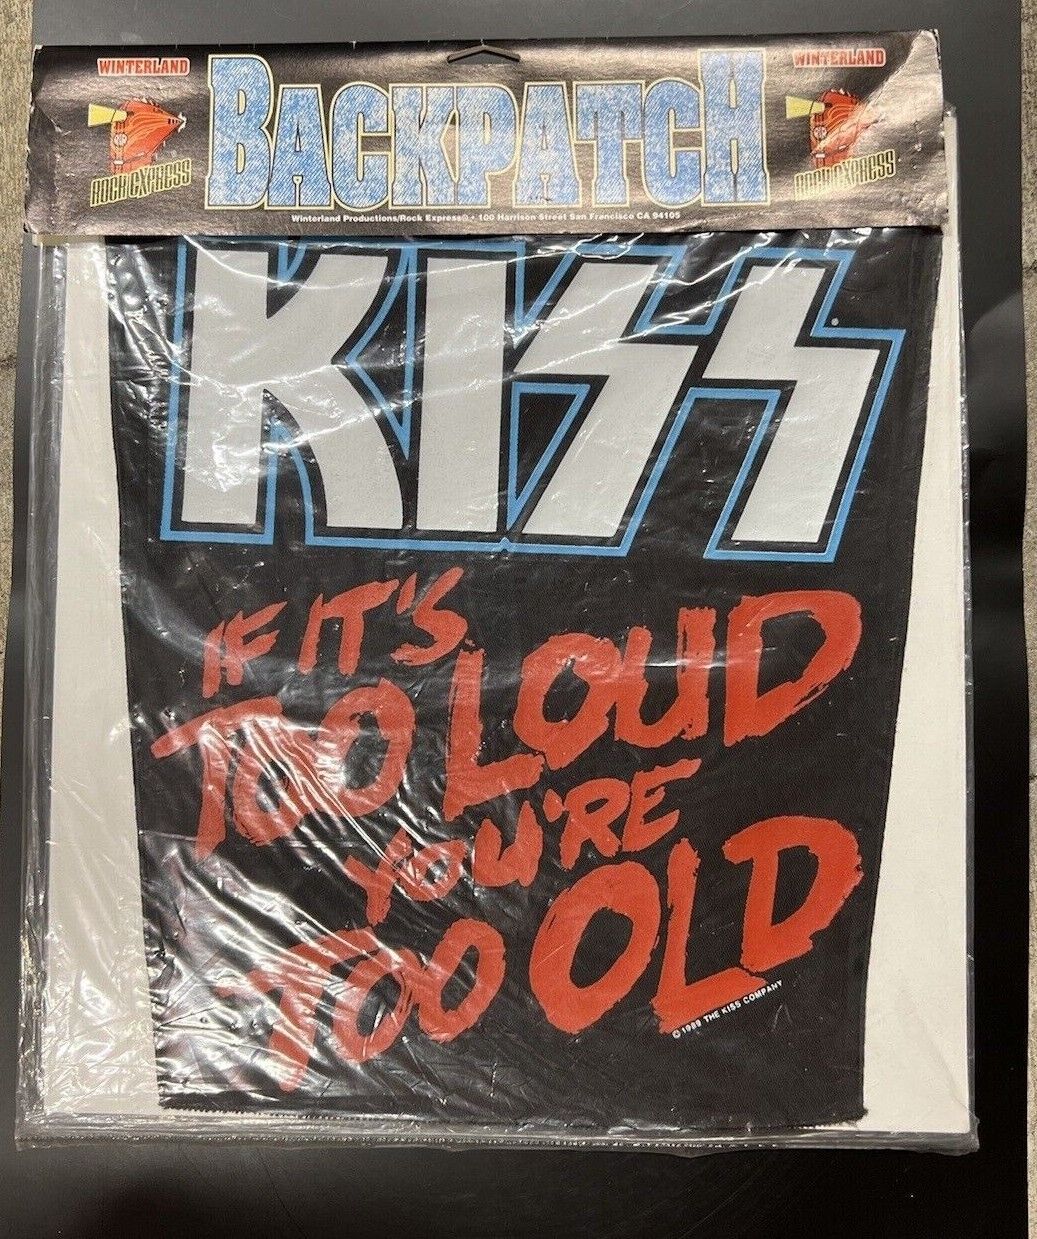 WINTERLAND
ROCK EXPRESS
BACKPATCH
WINTERLAND
ROCK EXPRESS
Winterland Productions/Rock Express® • 100 Harrison Street San Francisco CA 94105
KISS
IF IT'S
TOO LOUD
YOU'RE
TOO OLD
© 1989 THE KISS COMPANY